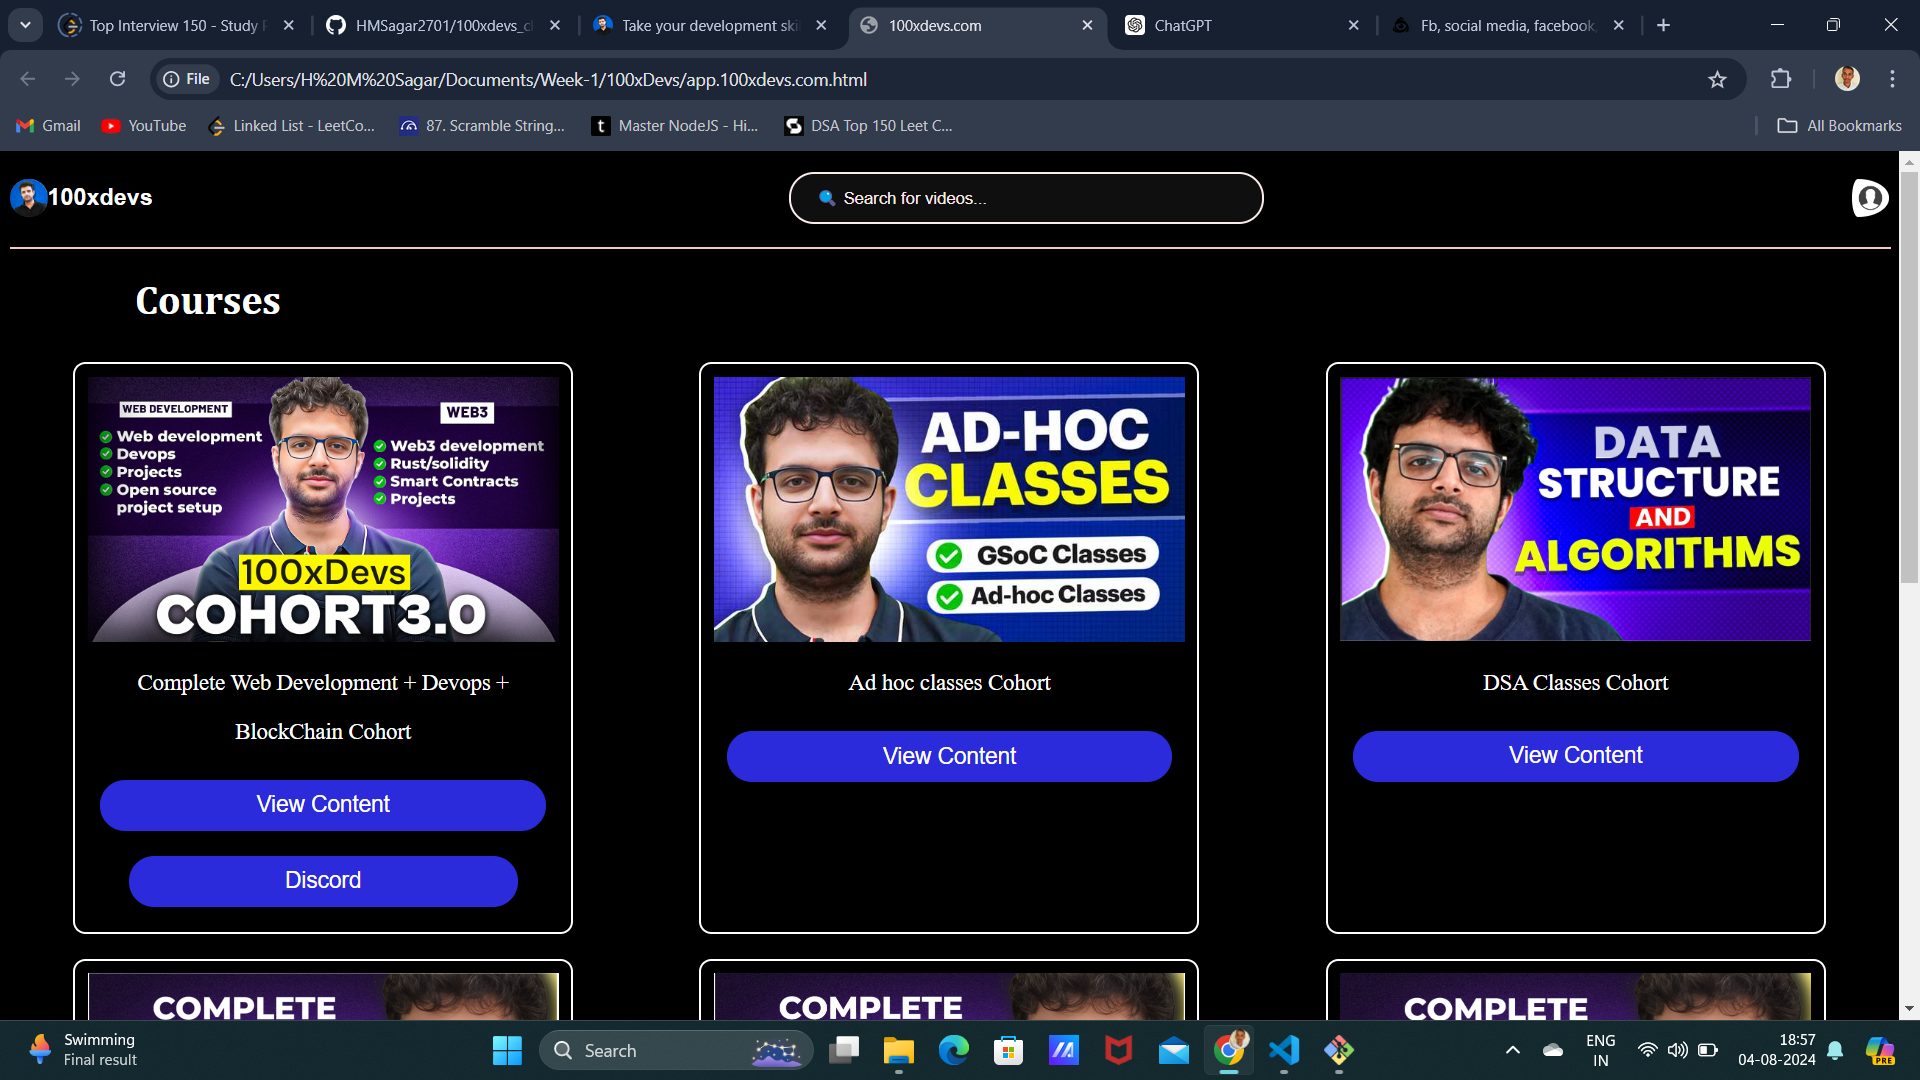 Top Interview 150 - Study
HMSagar2701/100xdevs_c
Take your development ski
100xdevs.com
ChatGPT
Fb, social media, facebook,
File
C:/Users/H%20M%20Sagar/Documents/Week-1/100xDevs/app.100xdevs.com.html
Gmail
YouTube
Linked List - LeetCo...
87. Scramble String...
Master NodeJS - Hi...
DSA Top 150 Leet C...
All Bookmarks
100xdevs
Search for videos...
Courses
WEB DEVELOPMENT
Web development
Devops
Projects
Open source
project setup
WEB3
Web3 development
Rust/solidity
Smart Contracts
Projects
100xDevs
COHORT3.0
Complete Web Development + Devops +
BlockChain Cohort
View Content
Discord
AD-HOC
CLASSES
GSoC Classes
Ad-hoc Classes
Ad hoc classes Cohort
View Content
DATA
STRUCTURE
AND
ALGORITHMS
DSA Classes Cohort
View Content
COMPLETE
COMPLETE
COMPLETE
Swimming
Final result
Search
PRE
ENG
IN
18:57
04-08-2024